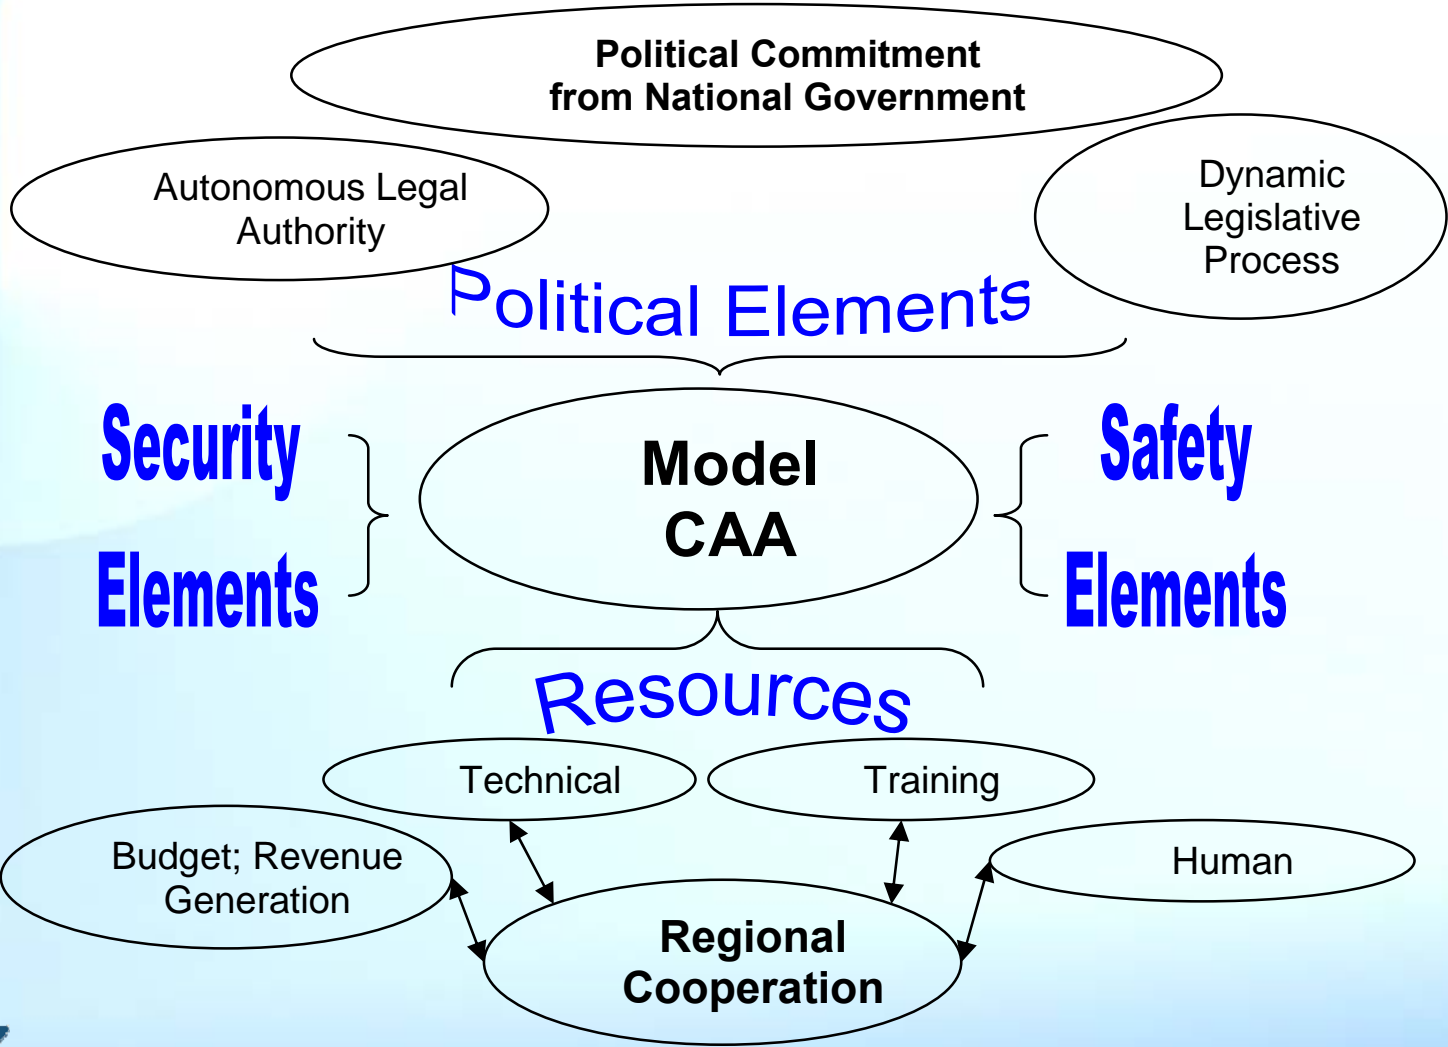 Political Commitment
from National Government
Autonomous Legal
Authority
Dynamic
Legislative
Process
Political Elements
Security
Elements
Model
CAA
Safety
Elements
Resources
Technical
Training
Budget; Revenue
Generation
Human
Regional
Cooperation